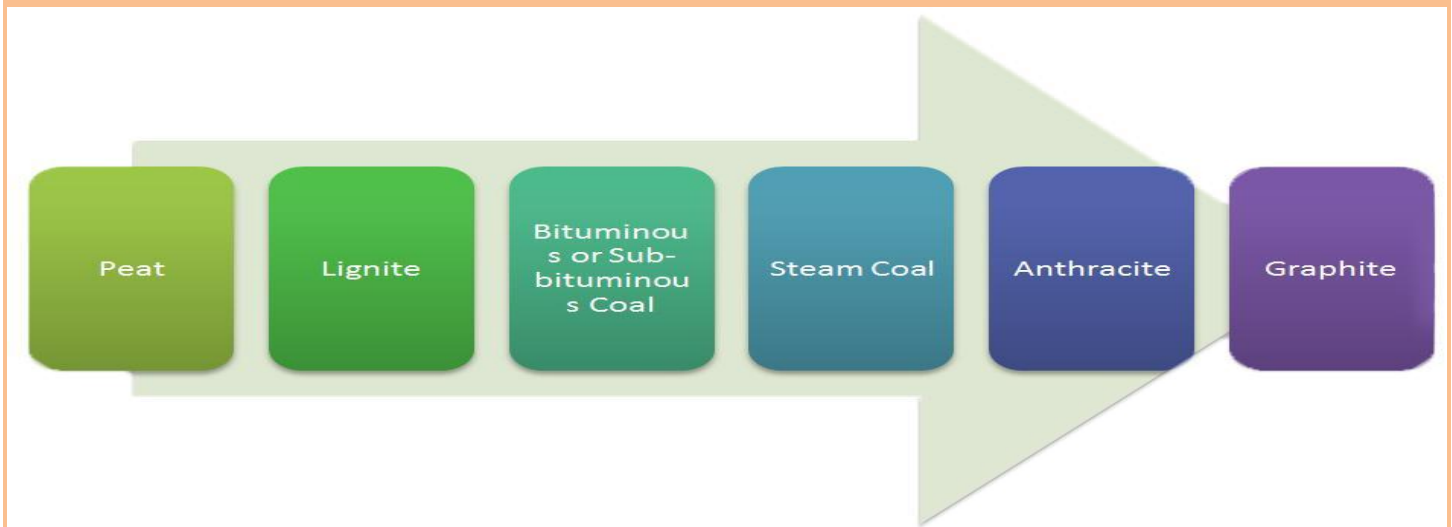 Peat
Lignite
Bituminou
s or Sub-
bituminou
s Coal
Steam Coal
Anthracite
Graphite